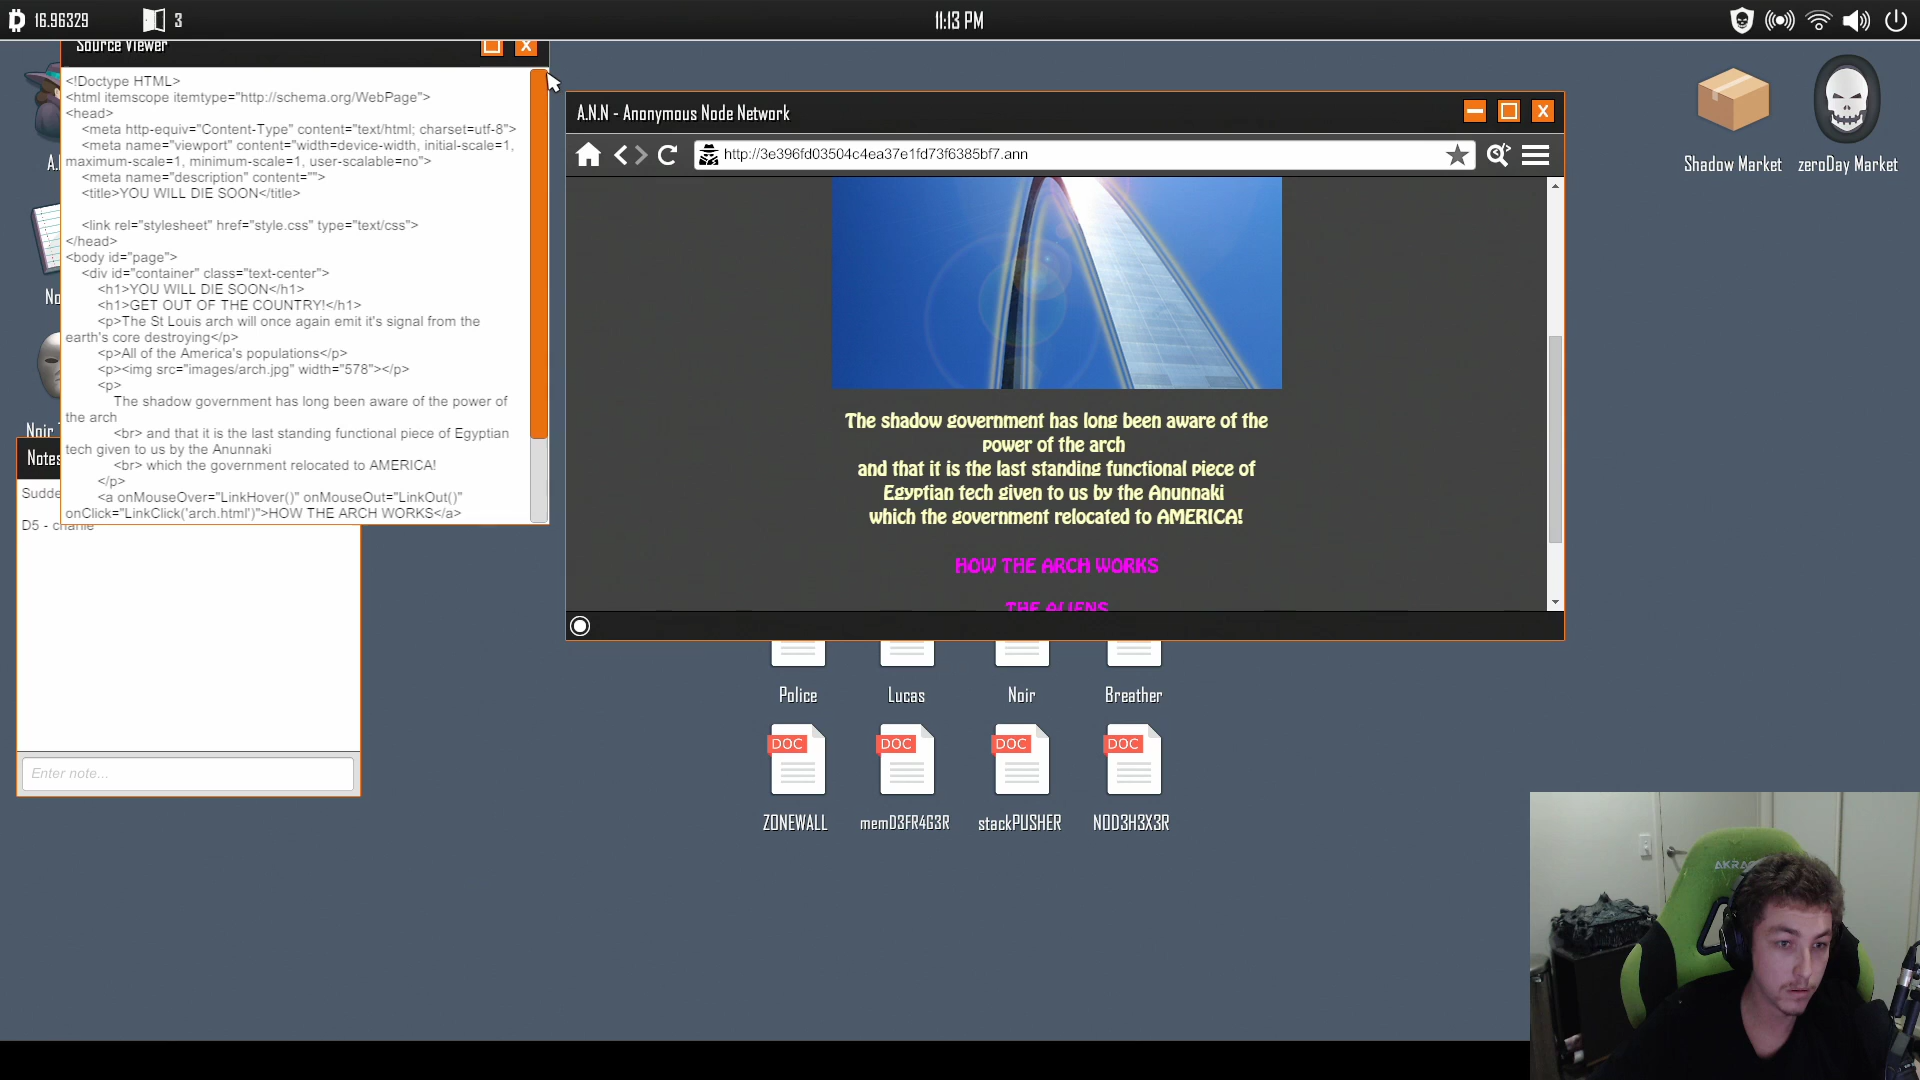 16.96329
3
11:13 PM
Source Viewer
<!Doctype HTML>
<html itemscope itemtype="http://schema.org/WebPage">
<head>
<meta http-equiv="Content-Type" content="text/html; charset=utf-8">
<meta name="viewport" content="width=device-width, initial-scale=1,
maximum-scale=1, minimum-scale=1, user-scalable=no">
<meta name="description" content="">
<title>YOU WILL DIE SOON</title>
<link rel="stylesheet" href="style.css" type="text/css">
</head>
<body id="page">
<div id="container" class="text-center">
<h1>YOU WILL DIE SOON</h1>
<h1>GET OUT OF THE COUNTRY!</h1>
<p>The St Louis arch will once again emit it's signal from the
earth's core destroying</p>
<p>All of the America's populations</p>
<p><img src="images/arch.jpg" width="578"></p>
<p>
The shadow government has long been aware of the power of
the arch
<br> and that it is the last standing functional piece of Egyptian
tech given to us by the Anunnaki
<br> which the government relocated to AMERICA!
</p>
<a onMouseOver="LinkHover()" onMouseOut="LinkOut()"
onClick="LinkClick('arch.html')">HOW THE ARCH WORKS</a>
A.N.N - Anonymous Node Network
http://3e396fd03504c4ea37e1fd73f6385bf7.ann
The shadow government has long been aware of the
power of the arch
and that it is the last standing functional piece of
Egyptian tech given to us by the Anunnaki
which the government relocated to AMERICA!
HOW THE ARCH WORKS
THE ALIENS
Shadow Market
zeroDay Market
A.
No
Noir
Notes
Sudde
D5 - charlie
Enter note...
Police
Lucas
Noir
Breather
DOC
DOC
DOC
DOC
ZONEWALL
memD3FR4G3R
stackPUSHER
NOD3H3X3R
AKRAC